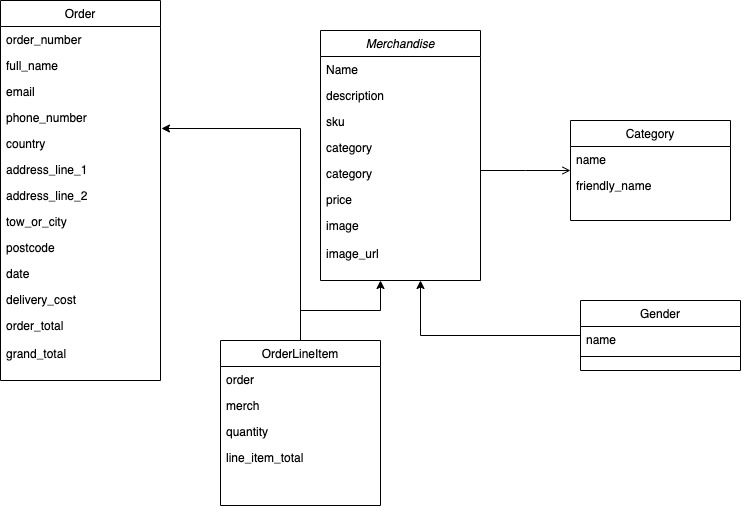 Order
order_number
full_name
email
phone_number
country
address_line_1
address_line_2
tow_or_city
postcode
date
delivery_cost
order_total
grand_total
Merchandise
Name
description
sku
category
category
price
image
image_url
Category
name
friendly_name
Gender
name
OrderLineItem
order
merch
quantity
line_item_total